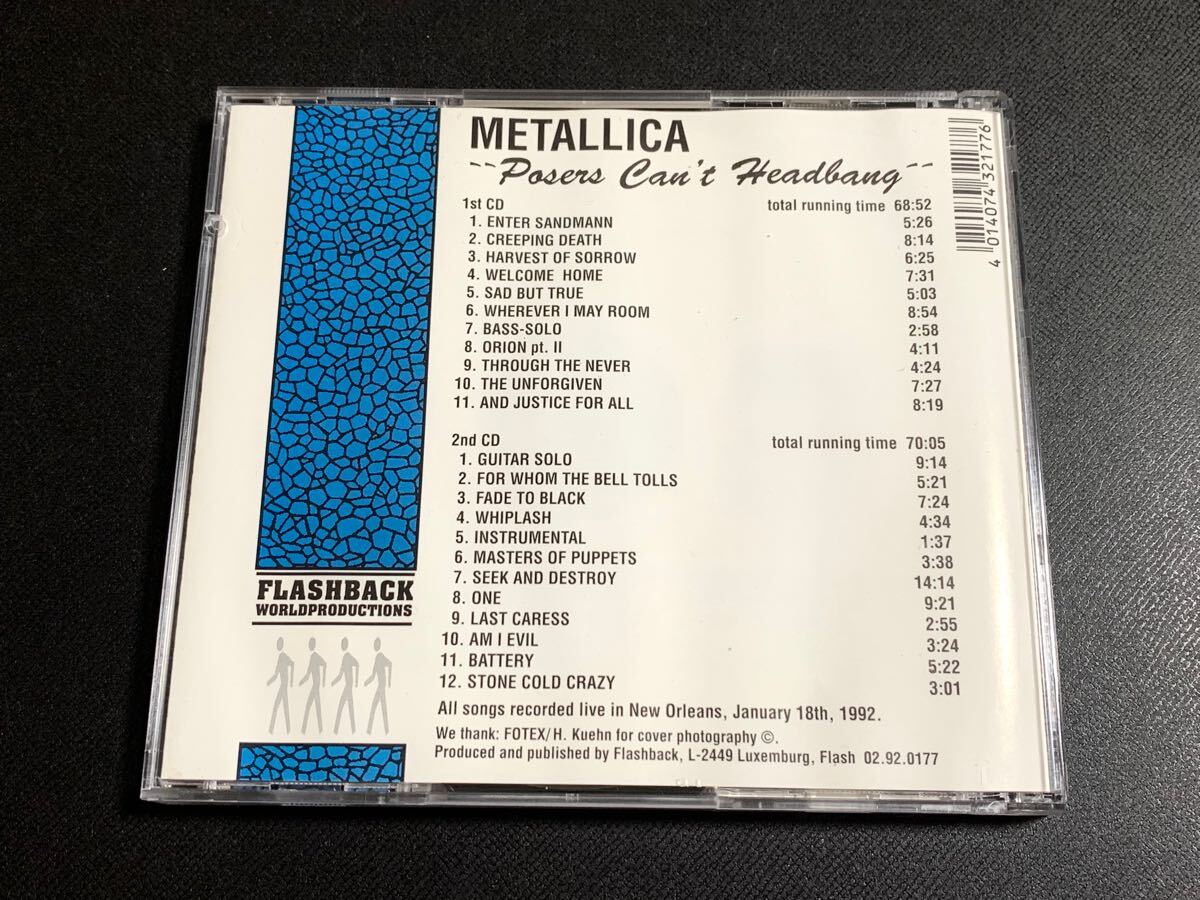 METALLICA
--Posers Can't Headbang--
1st CD total running time 68:52
1. ENTER SANDMANN 5:26
2. CREEPING DEATH 8:14
3. HARVEST OF SORROW 6:25
4. WELCOME HOME 7:31
5. SAD BUT TRUE 5:03
6. WHEREVER I MAY ROOM 8:54
7. BASS-SOLO 2:58
8. ORION pt. II 4:11
9. THROUGH THE NEVER 4:24
10. THE UNFORGIVEN 7:27
11. AND JUSTICE FOR ALL 8:19
2nd CD total running time 70:05
1. GUITAR SOLO 9:14
2. FOR WHOM THE BELL TOLLS 5:21
3. FADE TO BLACK 7:24
4. WHIPLASH 4:34
5. INSTRUMENTAL 1:37
6. MASTERS OF PUPPETS 3:38
7. SEEK AND DESTROY 14:14
8. ONE 9:21
9. LAST CARESS 2:55
10. AM I EVIL 3:24
11. BATTERY 5:22
12. STONE COLD CRAZY 3:01
All songs recorded live in New Orleans, January 18th, 1992.
We thank: FOTEX/H. Kuehn for cover photography ©.
Produced and published by Flashback, L-2449 Luxemburg, Flash 02.92.0177
FLASHBACK
WORLDPRODUCTIONS
4 014074 321776